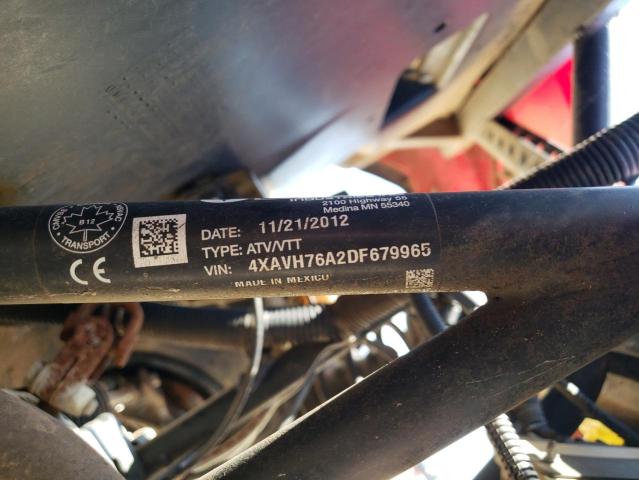 2100 Highway 55
Medina MN 55340
B12
TRANSPORT
DATE: 11/21/2012
TYPE: ATV/VTT
VIN: 4XAVH76A2DF679965
CE
MADE IN MEXICO